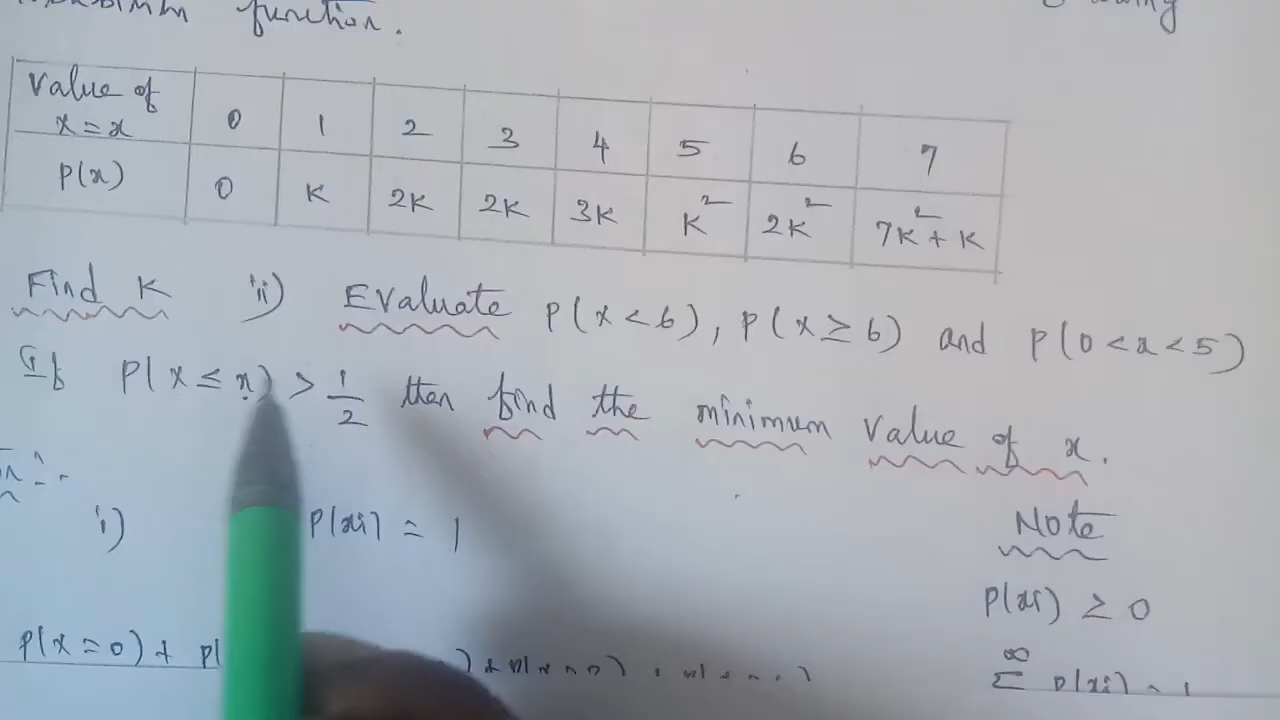 function.
Value of X=x 0 1 2 3 4 5 6 7
P(x) 0 K 2K 2K 3K K² 2K² 7K²+K
Find K ii) Evaluate P(X<6), P(X≥6) and P(0<x<5)
If P(X≤x) > 1/2 then find the minimum value of x.
i) P(xi) = 1
Note
P(xi) ≥ 0
P(X=0)+ P(
∞
Σ P(xi) = 1